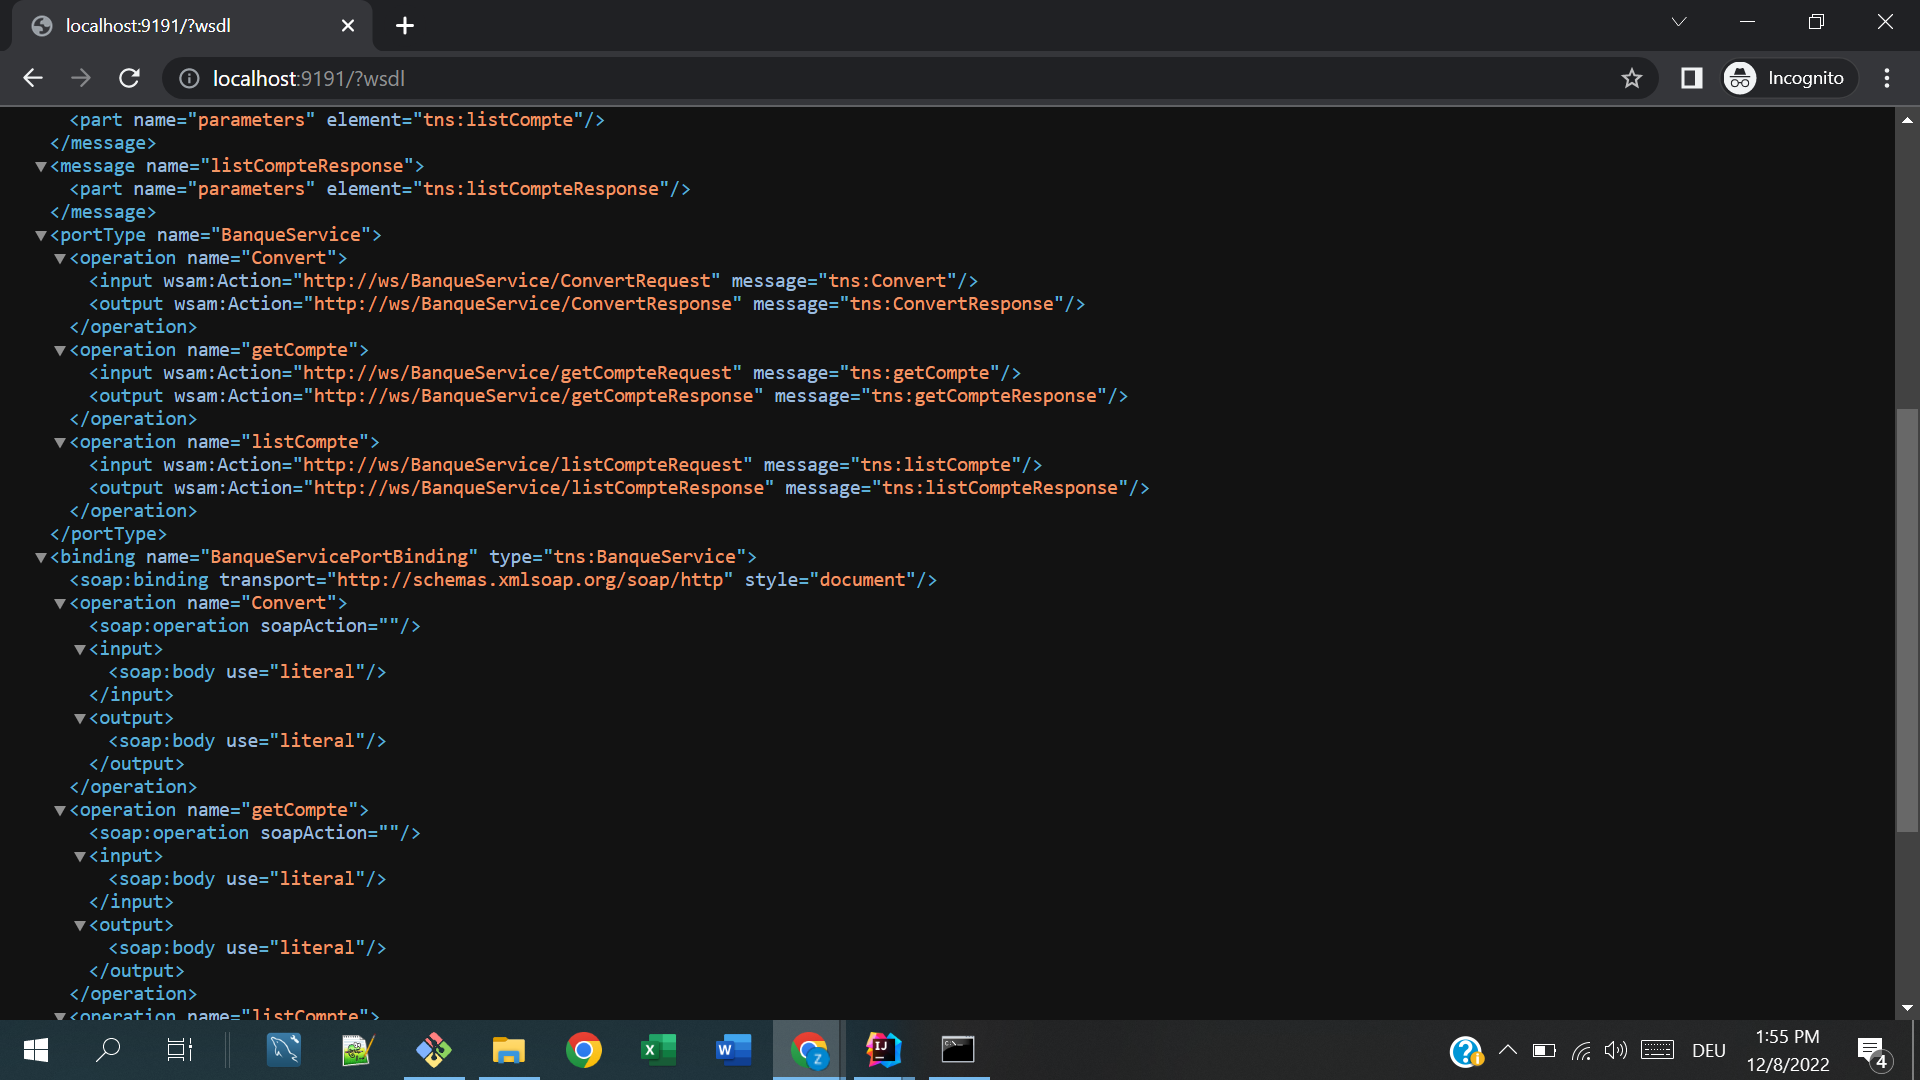 localhost:9191/?wsdl
localhost:9191/?wsdl
Incognito
<part name="parameters" element="tns:listCompte"/>
</message>
▼<message name="listCompteResponse">
<part name="parameters" element="tns:listCompteResponse"/>
</message>
▼<portType name="BanqueService">
▼<operation name="Convert">
<input wsam:Action="http://ws/BanqueService/ConvertRequest" message="tns:Convert"/>
<output wsam:Action="http://ws/BanqueService/ConvertResponse" message="tns:ConvertResponse"/>
</operation>
▼<operation name="getCompte">
<input wsam:Action="http://ws/BanqueService/getCompteRequest" message="tns:getCompte"/>
<output wsam:Action="http://ws/BanqueService/getCompteResponse" message="tns:getCompteResponse"/>
</operation>
▼<operation name="listCompte">
<input wsam:Action="http://ws/BanqueService/listCompteRequest" message="tns:listCompte"/>
<output wsam:Action="http://ws/BanqueService/listCompteResponse" message="tns:listCompteResponse"/>
</operation>
</portType>
▼<binding name="BanqueServicePortBinding" type="tns:BanqueService">
<soap:binding transport="http://schemas.xmlsoap.org/soap/http" style="document"/>
▼<operation name="Convert">
<soap:operation soapAction=""/>
▼<input>
<soap:body use="literal"/>
</input>
▼<output>
<soap:body use="literal"/>
</output>
</operation>
▼<operation name="getCompte">
<soap:operation soapAction=""/>
▼<input>
<soap:body use="literal"/>
</input>
▼<output>
<soap:body use="literal"/>
</output>
</operation>
▼<operation name="listCompte">
DEU
1:55 PM
12/8/2022
4